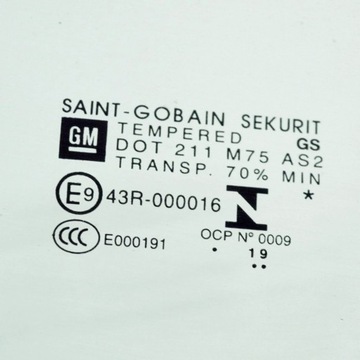 SAINT-GOBAIN SEKURIT
GM TEMPERED GS
DOT 211 M75 AS2
TRANSP. 70% MIN
E9 43R-000016 N *
CCC E000191 OCP Nº 0009
. 19
..